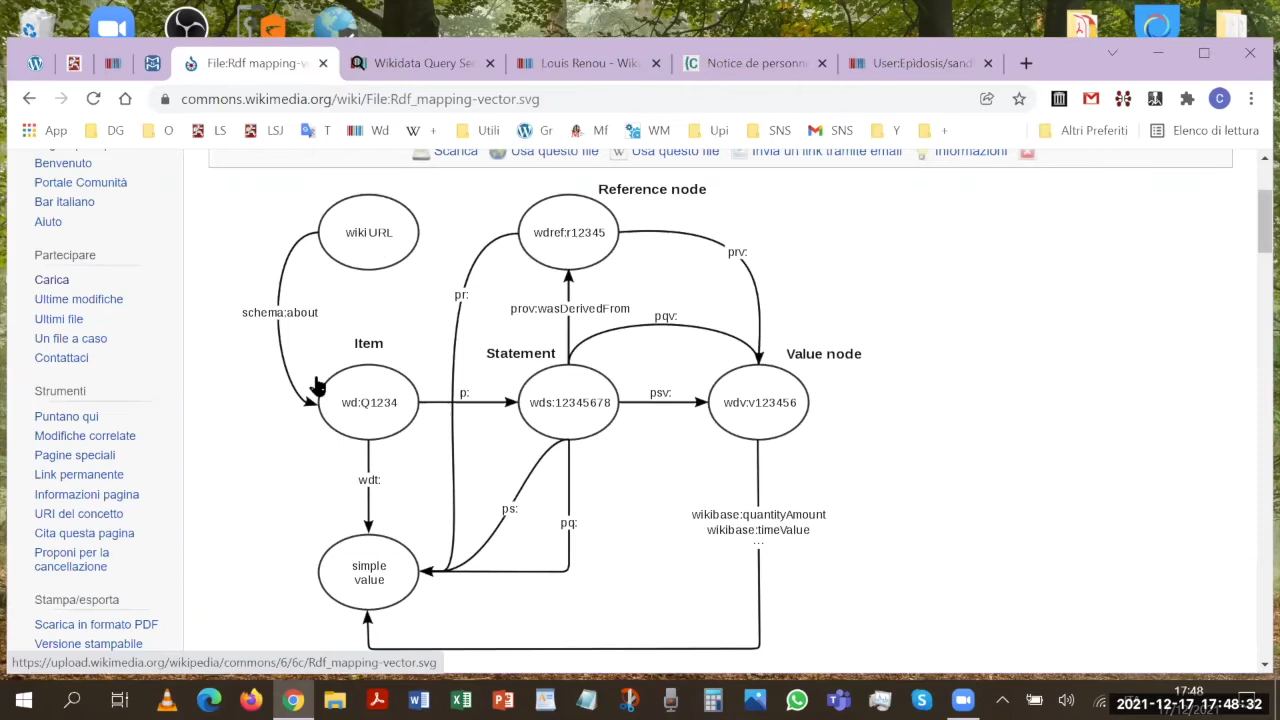 File:Rdf mapping-v
Wikidata Query Se
Louis Renou - Wiki
Notice de personn
User:Epìdosis/sand
commons.wikimedia.org/wiki/File:Rdf_mapping-vector.svg
App
DG
O
LS
LSJ
T
Wd
+
Utili
Gr
Mf
WM
Upi
SNS
SNS
Y
+
Altri Preferiti
Elenco di lettura
Scarica
Usa questo file
Usa questo file
Invia un link tramite email
Informazioni
Benvenuto
Portale Comunità
Bar italiano
Aiuto
Partecipare
Carica
Ultime modifiche
Ultimi file
Un file a caso
Contattaci
Strumenti
Puntano qui
Modifiche correlate
Pagine speciali
Link permanente
Informazioni pagina
URI del concetto
Cita questa pagina
Proponi per la
cancellazione
Stampa/esporta
Scarica in formato PDF
Versione stampabile
Reference node
wiki URL
wdref:r12345
prv:
pr:
prov:wasDerivedFrom
schema:about
pqv:
Item
Statement
Value node
wd:Q1234
p:
wds:12345678
psv:
wdv:v123456
wdt:
ps:
pq:
wikibase:quantityAmount
wikibase:timeValue
...
simple
value
https://upload.wikimedia.org/wikipedia/commons/6/6c/Rdf_mapping-vector.svg
17:48
2021-12-17 17:48:32